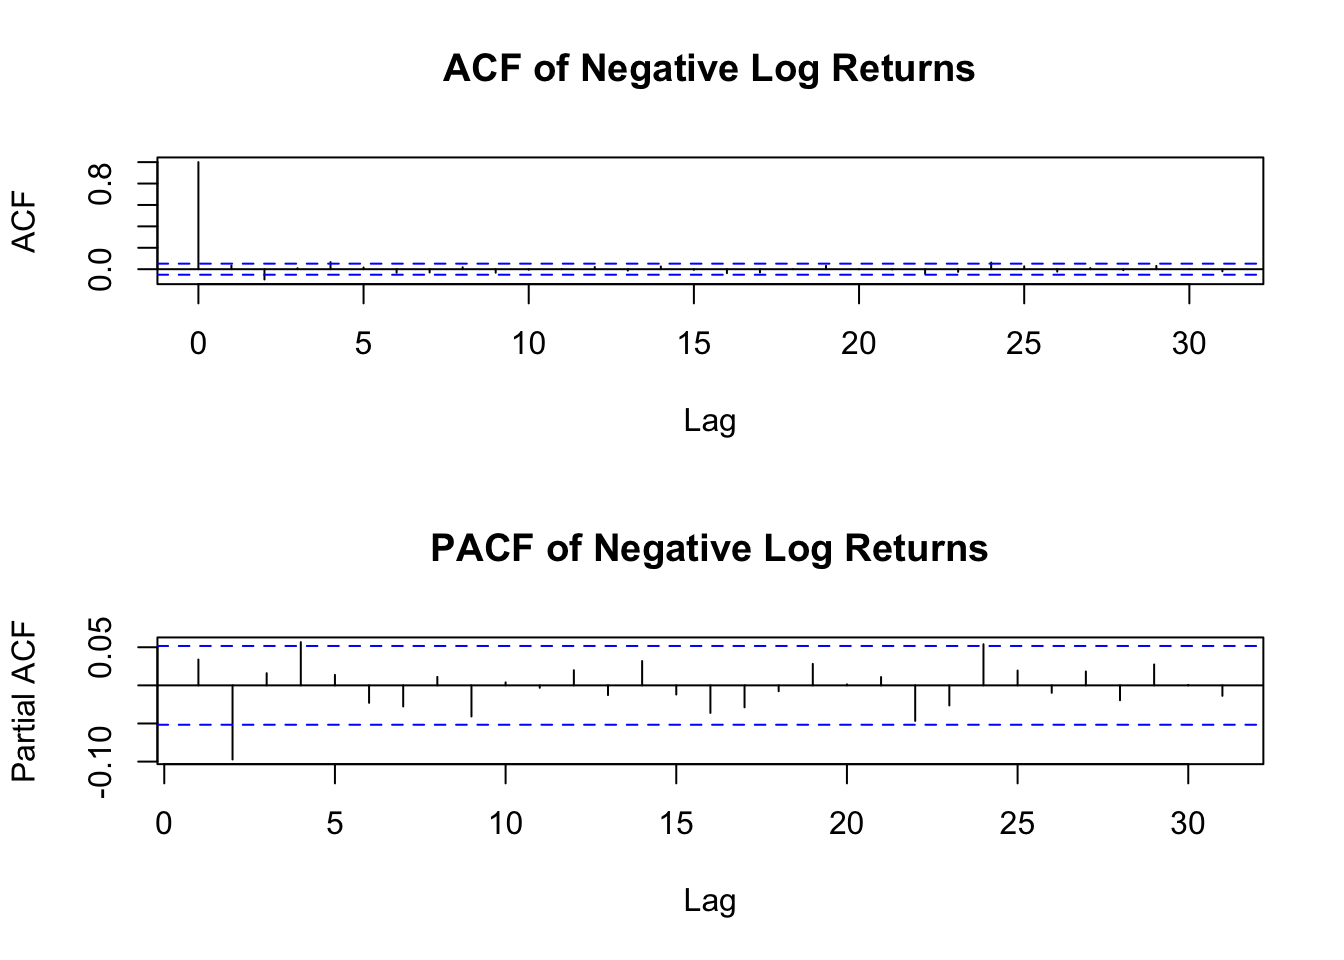 ACF of Negative Log Returns
ACF
0.8
0.0
0 5 10 15 20 25 30
Lag
PACF of Negative Log Returns
Partial ACF
0.05
-0.10
0 5 10 15 20 25 30
Lag